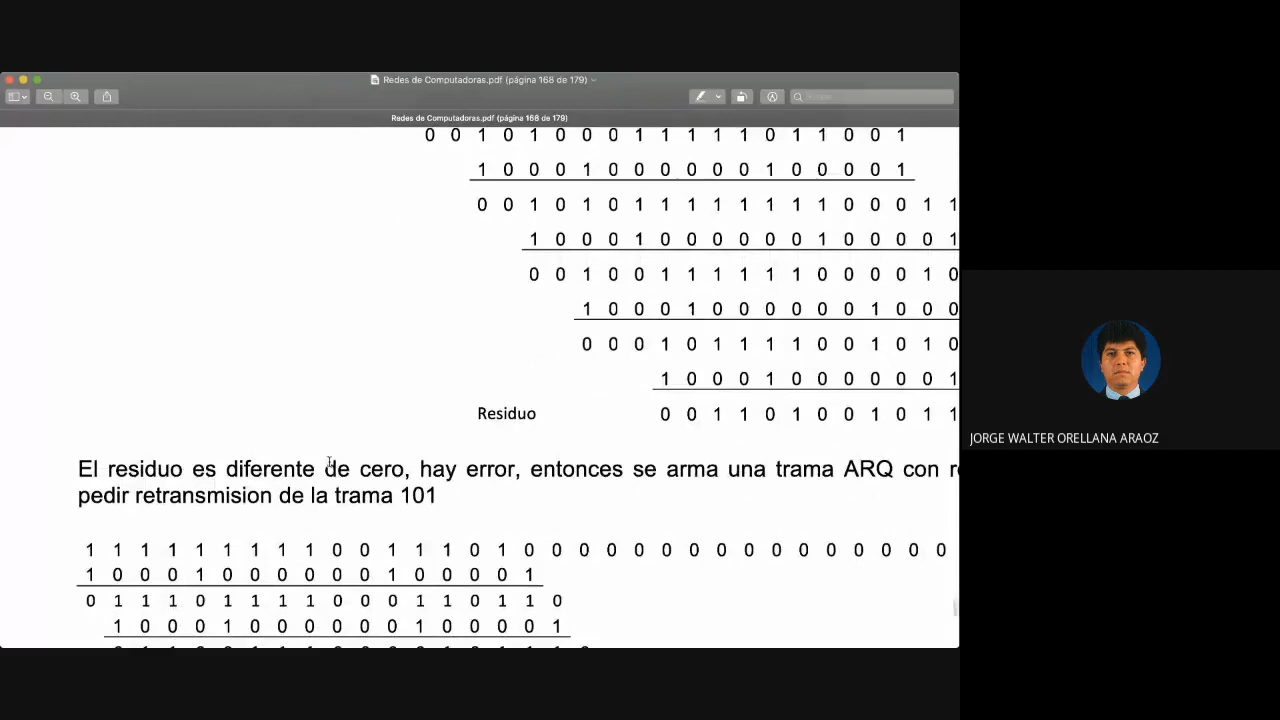 Redes de Computadoras.pdf (página 168 de 179)
Redes de Computadoras.pdf (página 168 de 179)
0 0 1 0 1 0 0 0 1 1 1 1 1 0 1 1 0 0 1
1 0 0 0 1 0 0 0 0 0 0 1 0 0 0 0 1
0 0 1 0 1 0 1 1 1 1 1 1 1 1 0 0 0 1 1
1 0 0 0 1 0 0 0 0 0 0 1 0 0 0 0 1
0 0 1 0 0 1 1 1 1 1 1 0 0 0 0 1 0
1 0 0 0 1 0 0 0 0 0 0 1 0 0 0
0 0 0 1 0 1 1 1 1 0 0 1 0 1 0
1 0 0 0 1 0 0 0 0 0 0 1
Residuo 0 0 1 1 0 1 0 0 1 0 1 1
El residuo es diferente de cero, hay error, entonces se arma una trama ARQ con
pedir retransmision de la trama 101
1 1 1 1 1 1 1 1 1 0 0 1 1 1 0 1 0 0 0 0 0 0 0 0 0 0 0 0 0 0 0 0
1 0 0 0 1 0 0 0 0 0 0 1 0 0 0 0 1
0 1 1 1 0 1 1 1 1 0 0 0 1 1 0 1 1 0
1 0 0 0 1 0 0 0 0 0 0 1 0 0 0 0 1
JORGE WALTER ORELLANA ARAOZ